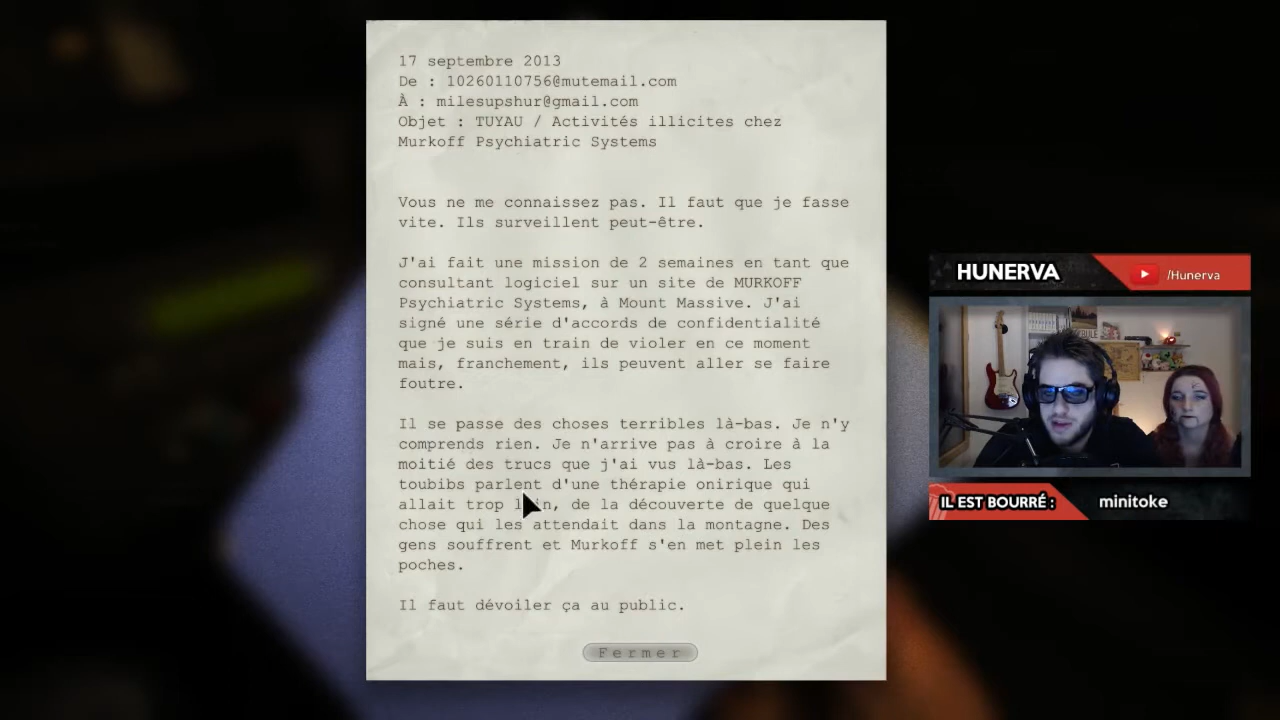 17 septembre 2013
De : 10260110756@mutemail.com
À : milesupshur@gmail.com
Objet : TUYAU / Activités illicites chez
Murkoff Psychiatric Systems
Vous ne me connaissez pas. Il faut que je fasse
vite. Ils surveillent peut-être.
J'ai fait une mission de 2 semaines en tant que
consultant logiciel sur un site de MURKOFF
Psychiatric Systems, à Mount Massive. J'ai
signé une série d'accords de confidentialité
que je suis en train de violer en ce moment
mais, franchement, ils peuvent aller se faire
foutre.
Il se passe des choses terribles là-bas. Je n'y
comprends rien. Je n'arrive pas à croire à la
moitié des trucs que j'ai vus là-bas. Les
toubibs parlent d'une thérapie onirique qui
allait trop loin, de la découverte de quelque
chose qui les attendait dans la montagne. Des
gens souffrent et Murkoff s'en met plein les
poches.
Il faut dévoiler ça au public.
Fermer
HUNERVA
/Hunerva
IL EST BOURRÉ :
minitoke